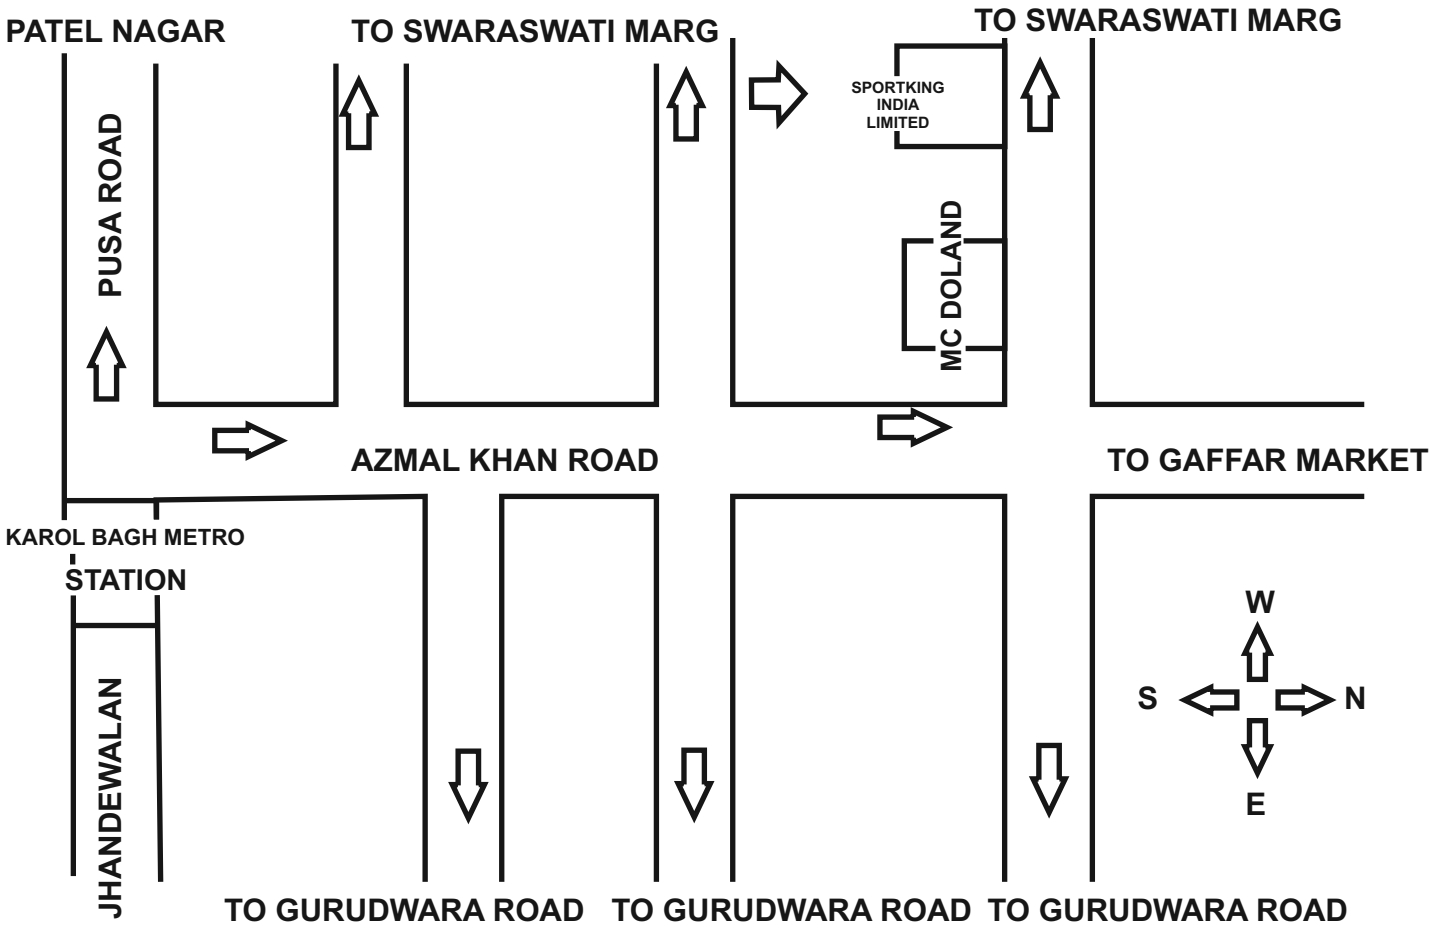 PATEL NAGAR
TO SWARASWATI MARG
TO SWARASWATI MARG
PUSA ROAD
SPORTKING
INDIA
LIMITED
MC DOLAND
AZMAL KHAN ROAD
TO GAFFAR MARKET
KAROL BAGH METRO
STATION
JHANDEWALAN
W
S
N
E
TO GURUDWARA ROAD
TO GURUDWARA ROAD
TO GURUDWARA ROAD